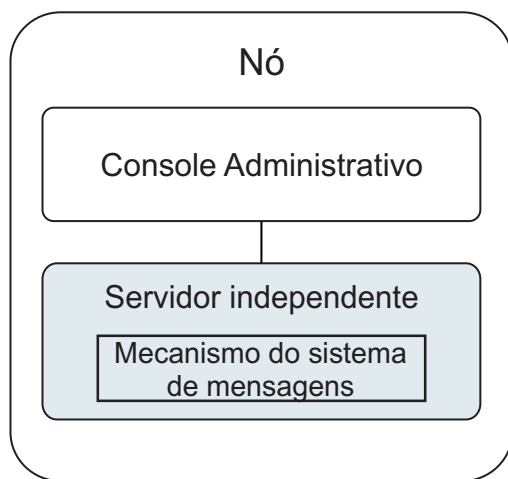 Nó
Console Administrativo
Servidor independente
Mecanismo do sistema
de mensagens